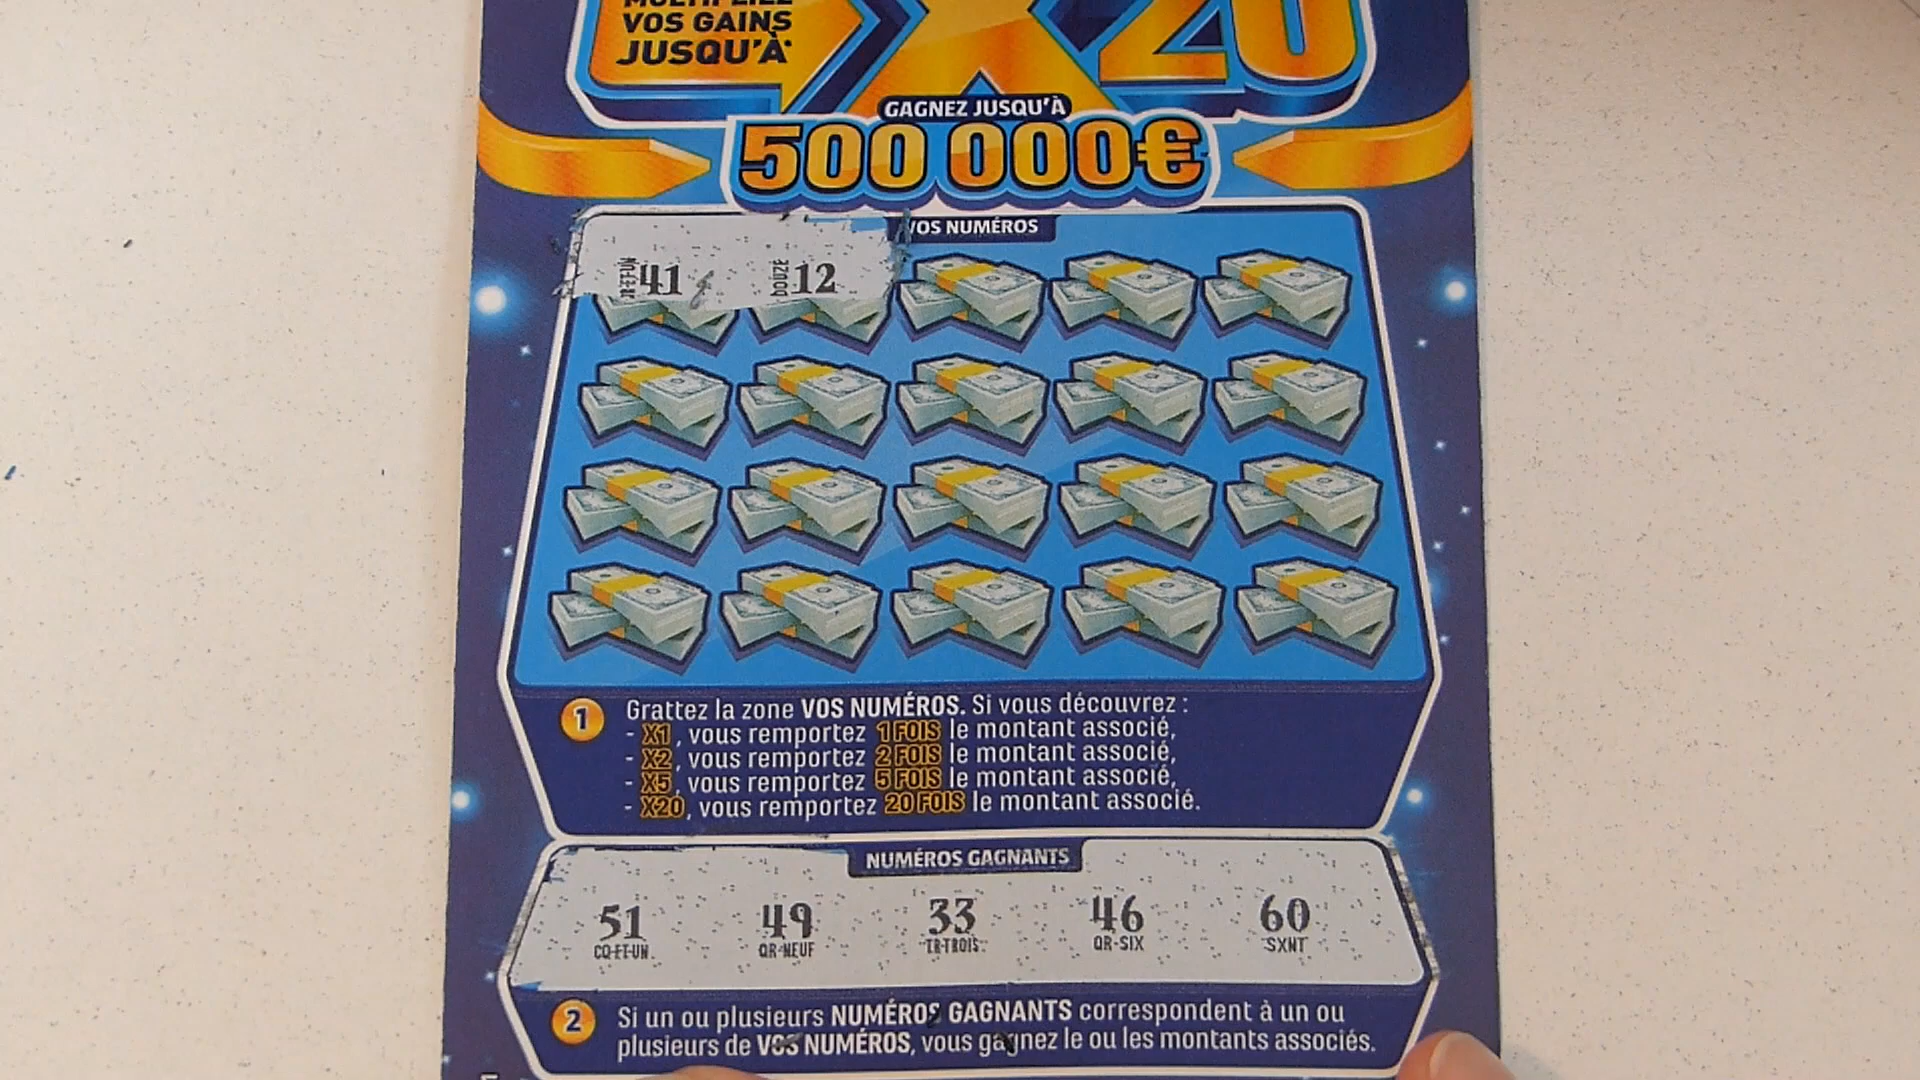 VOS GAINS
JUSQU'À
X20
GAGNEZ JUSQU'À
500 000€
VOS NUMÉROS
41 12
DOUZE
1 Grattez la zone VOS NUMÉROS. Si vous découvrez :
- X1, vous remportez 1 FOIS le montant associé,
- X2, vous remportez 2 FOIS le montant associé,
- X5, vous remportez 5 FOIS le montant associé,
- X20, vous remportez 20 FOIS le montant associé.
NUMÉROS GAGNANTS
51 49 33 46 60
CQ-ET-UN QR-NEUF TR-TROIS QR-SIX SXNT
2 Si un ou plusieurs NUMÉROS GAGNANTS correspondent à un ou
plusieurs de VOS NUMÉROS, vous gagnez le ou les montants associés.